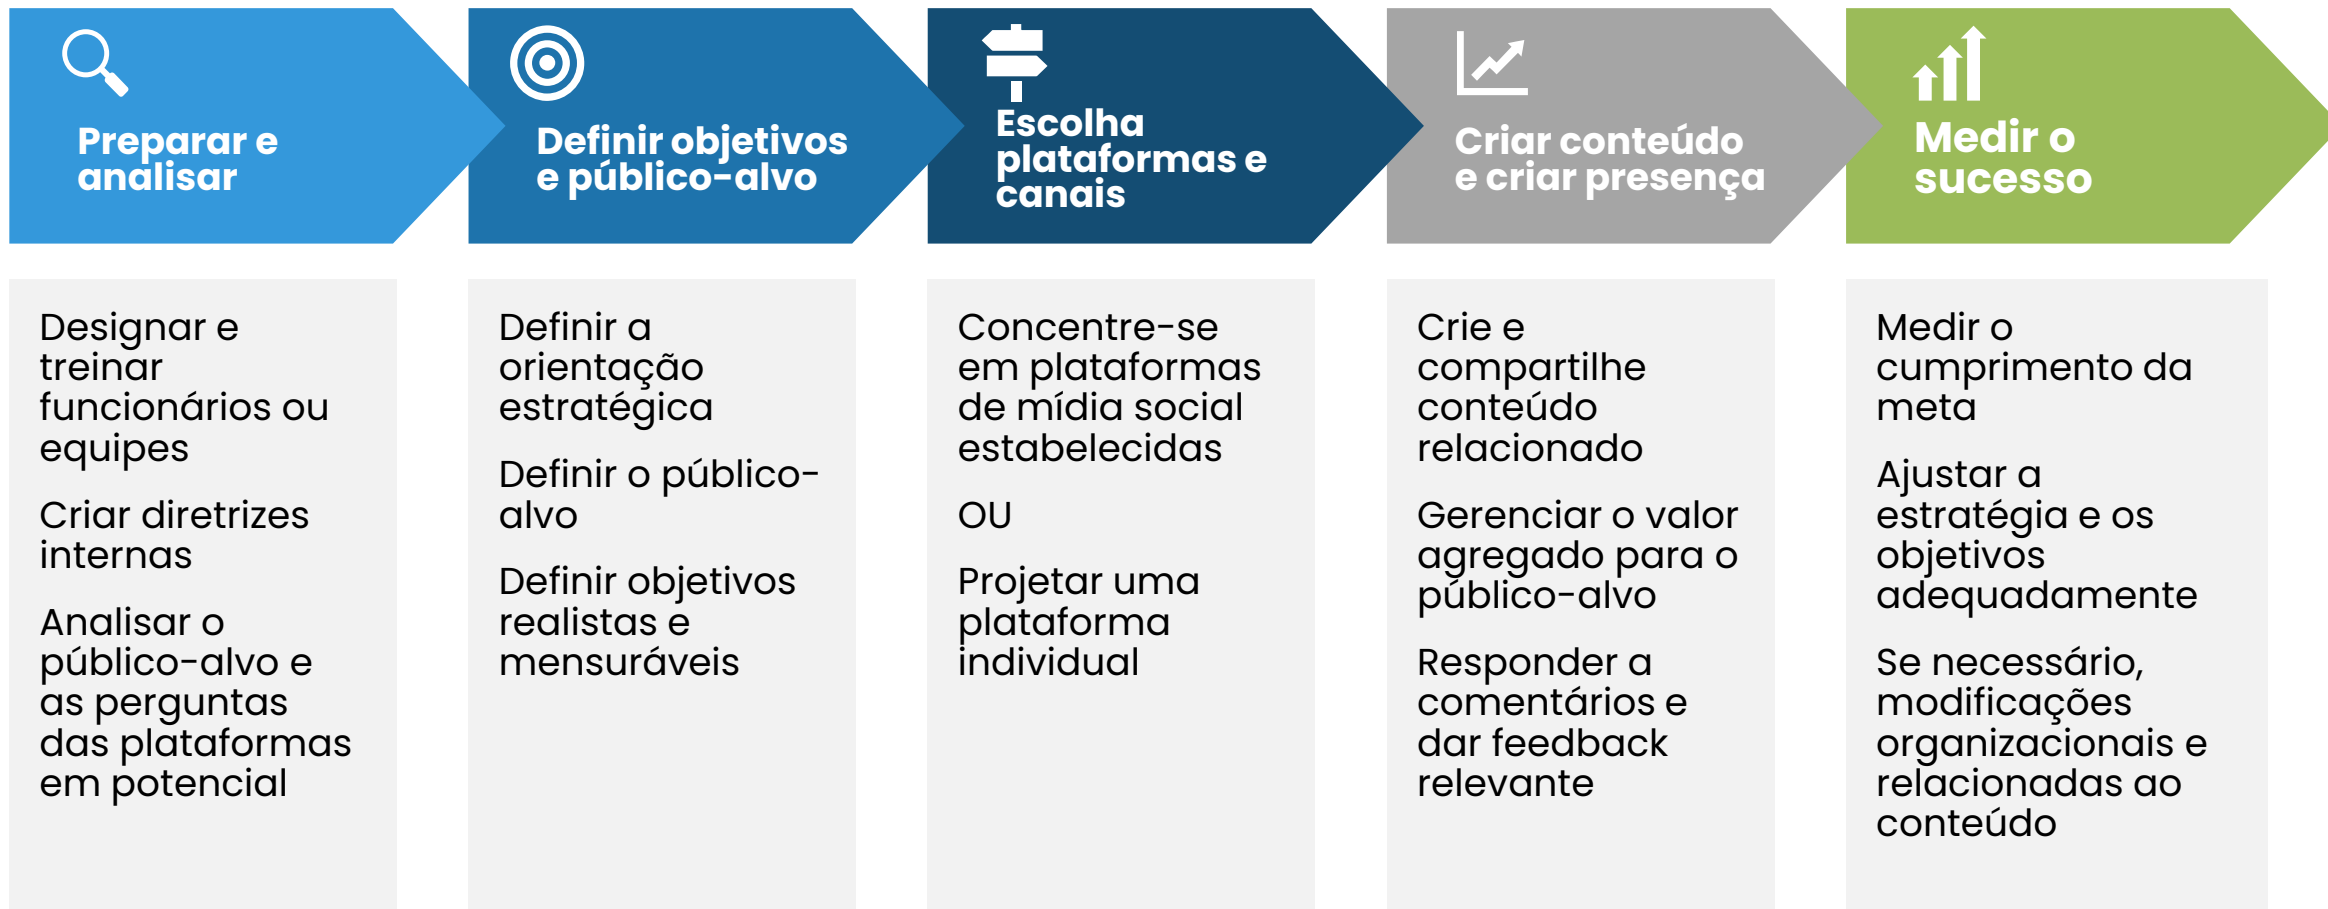 Preparar e
analisar
Definir objetivos
e público-alvo
Escolha
plataformas e
canais
Criar conteúdo
e criar presença
Medir o
sucesso
Designar e
treinar
funcionários ou
equipes
Criar diretrizes
internas
Analisar o
público-alvo e
as perguntas
das plataformas
em potencial
Definir a
orientação
estratégica
Definir o público-
alvo
Definir objetivos
realistas e
mensuráveis
Concentre-se
em plataformas
de mídia social
estabelecidas
OU
Projetar uma
plataforma
individual
Crie e
compartilhe
conteúdo
relacionado
Gerenciar o valor
agregado para o
público-alvo
Responder a
comentários e
dar feedback
relevante
Medir o
cumprimento da
meta
Ajustar a
estratégia e os
objetivos
adequadamente
Se necessário,
modificações
organizacionais e
relacionadas ao
conteúdo